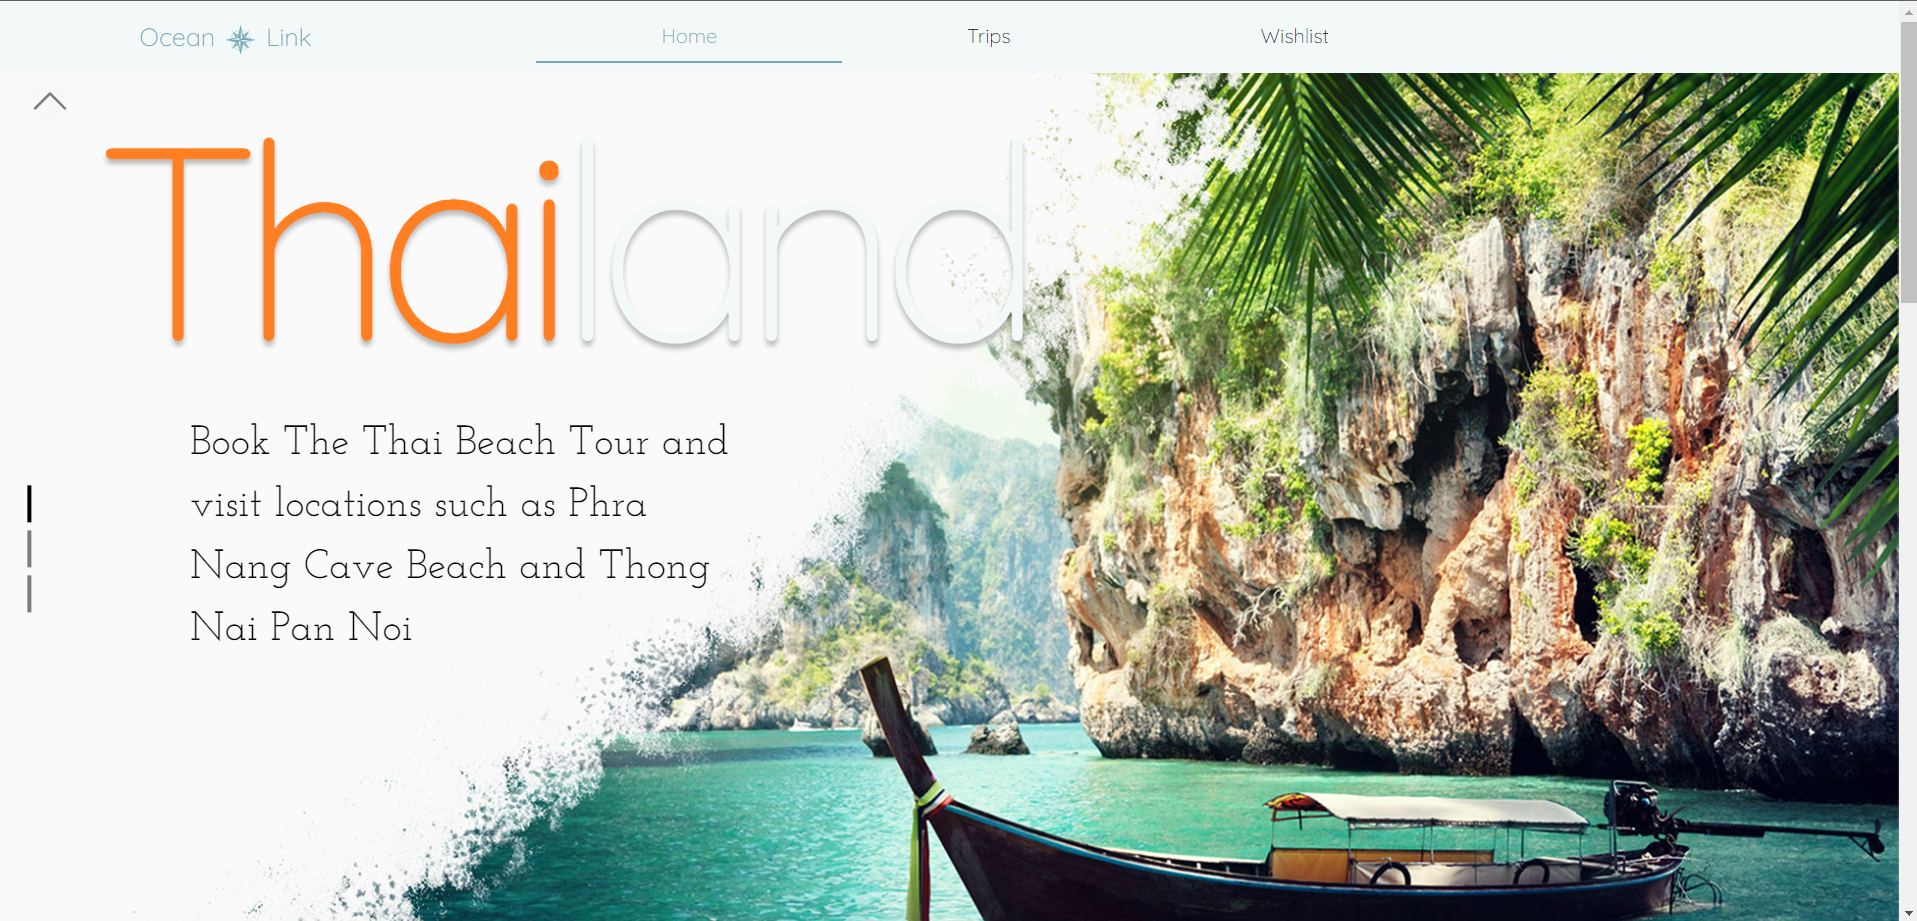 Ocean Link
Home
Trips
Wishlist
Thailand
Book The Thai Beach Tour and
visit locations such as Phra
Nang Cave Beach and Thong
Nai Pan Noi